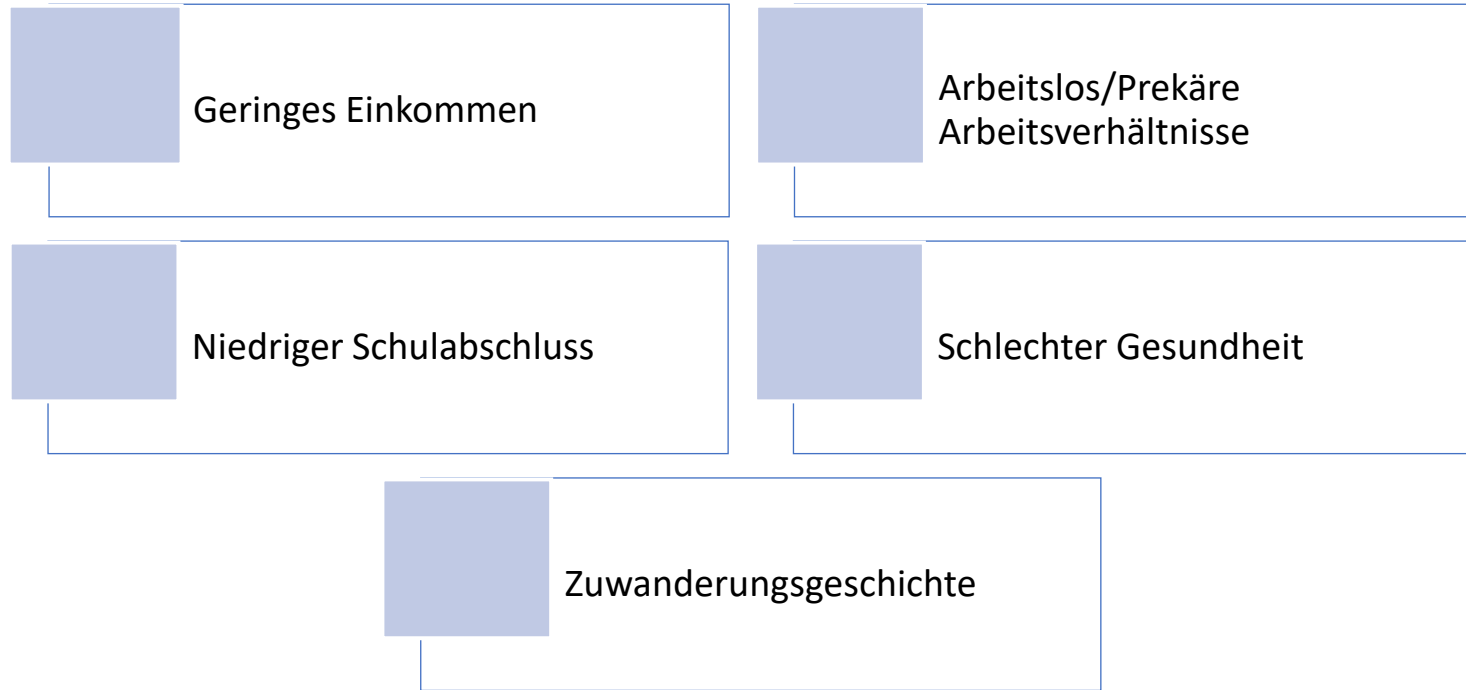 Geringes Einkommen
Arbeitslos/Prekäre
Arbeitsverhältnisse
Niedriger Schulabschluss
Schlechter Gesundheit
Zuwanderungsgeschichte